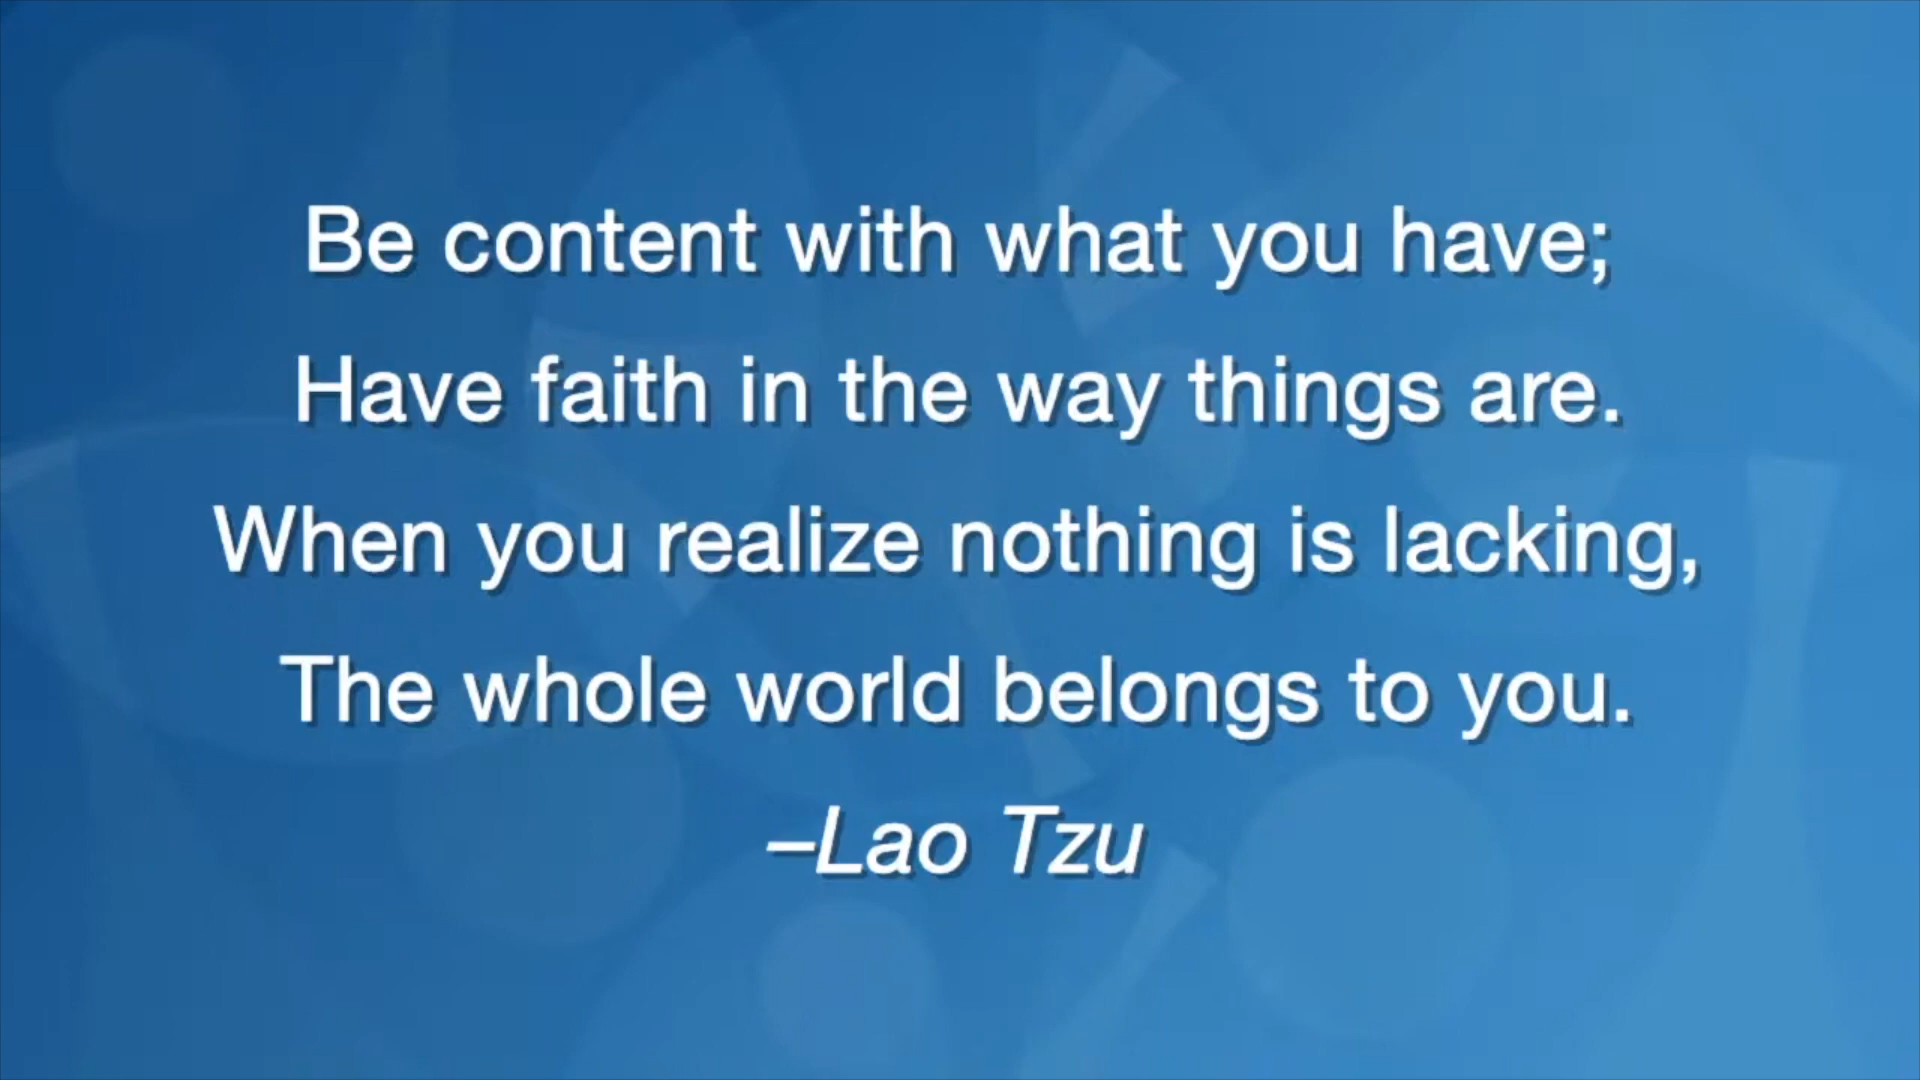 Be content with what you have;
Have faith in the way things are.
When you realize nothing is lacking,
The whole world belongs to you.
–Lao Tzu